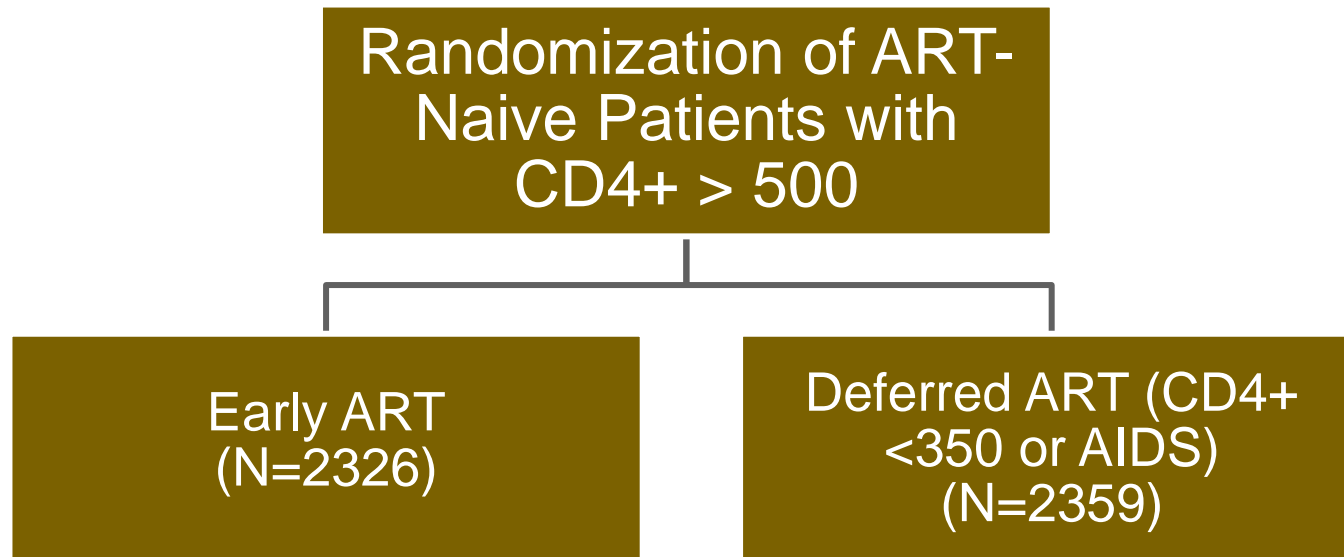 Randomization of ART-
Naive Patients with
CD4+ > 500
Early ART
(N=2326)
Deferred ART (CD4+
<350 or AIDS)
(N=2359)